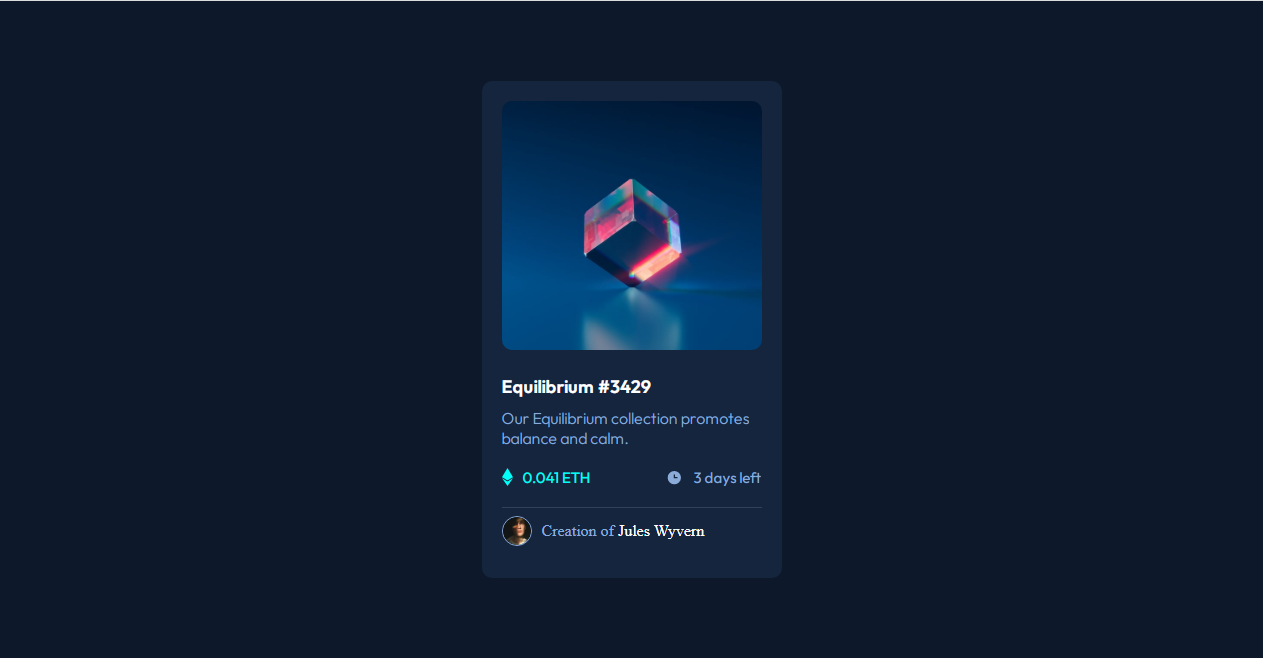 Equilibrium #3429
Our Equilibrium collection promotes
balance and calm.
0.041 ETH
3 days left
Creation of Jules Wyvern